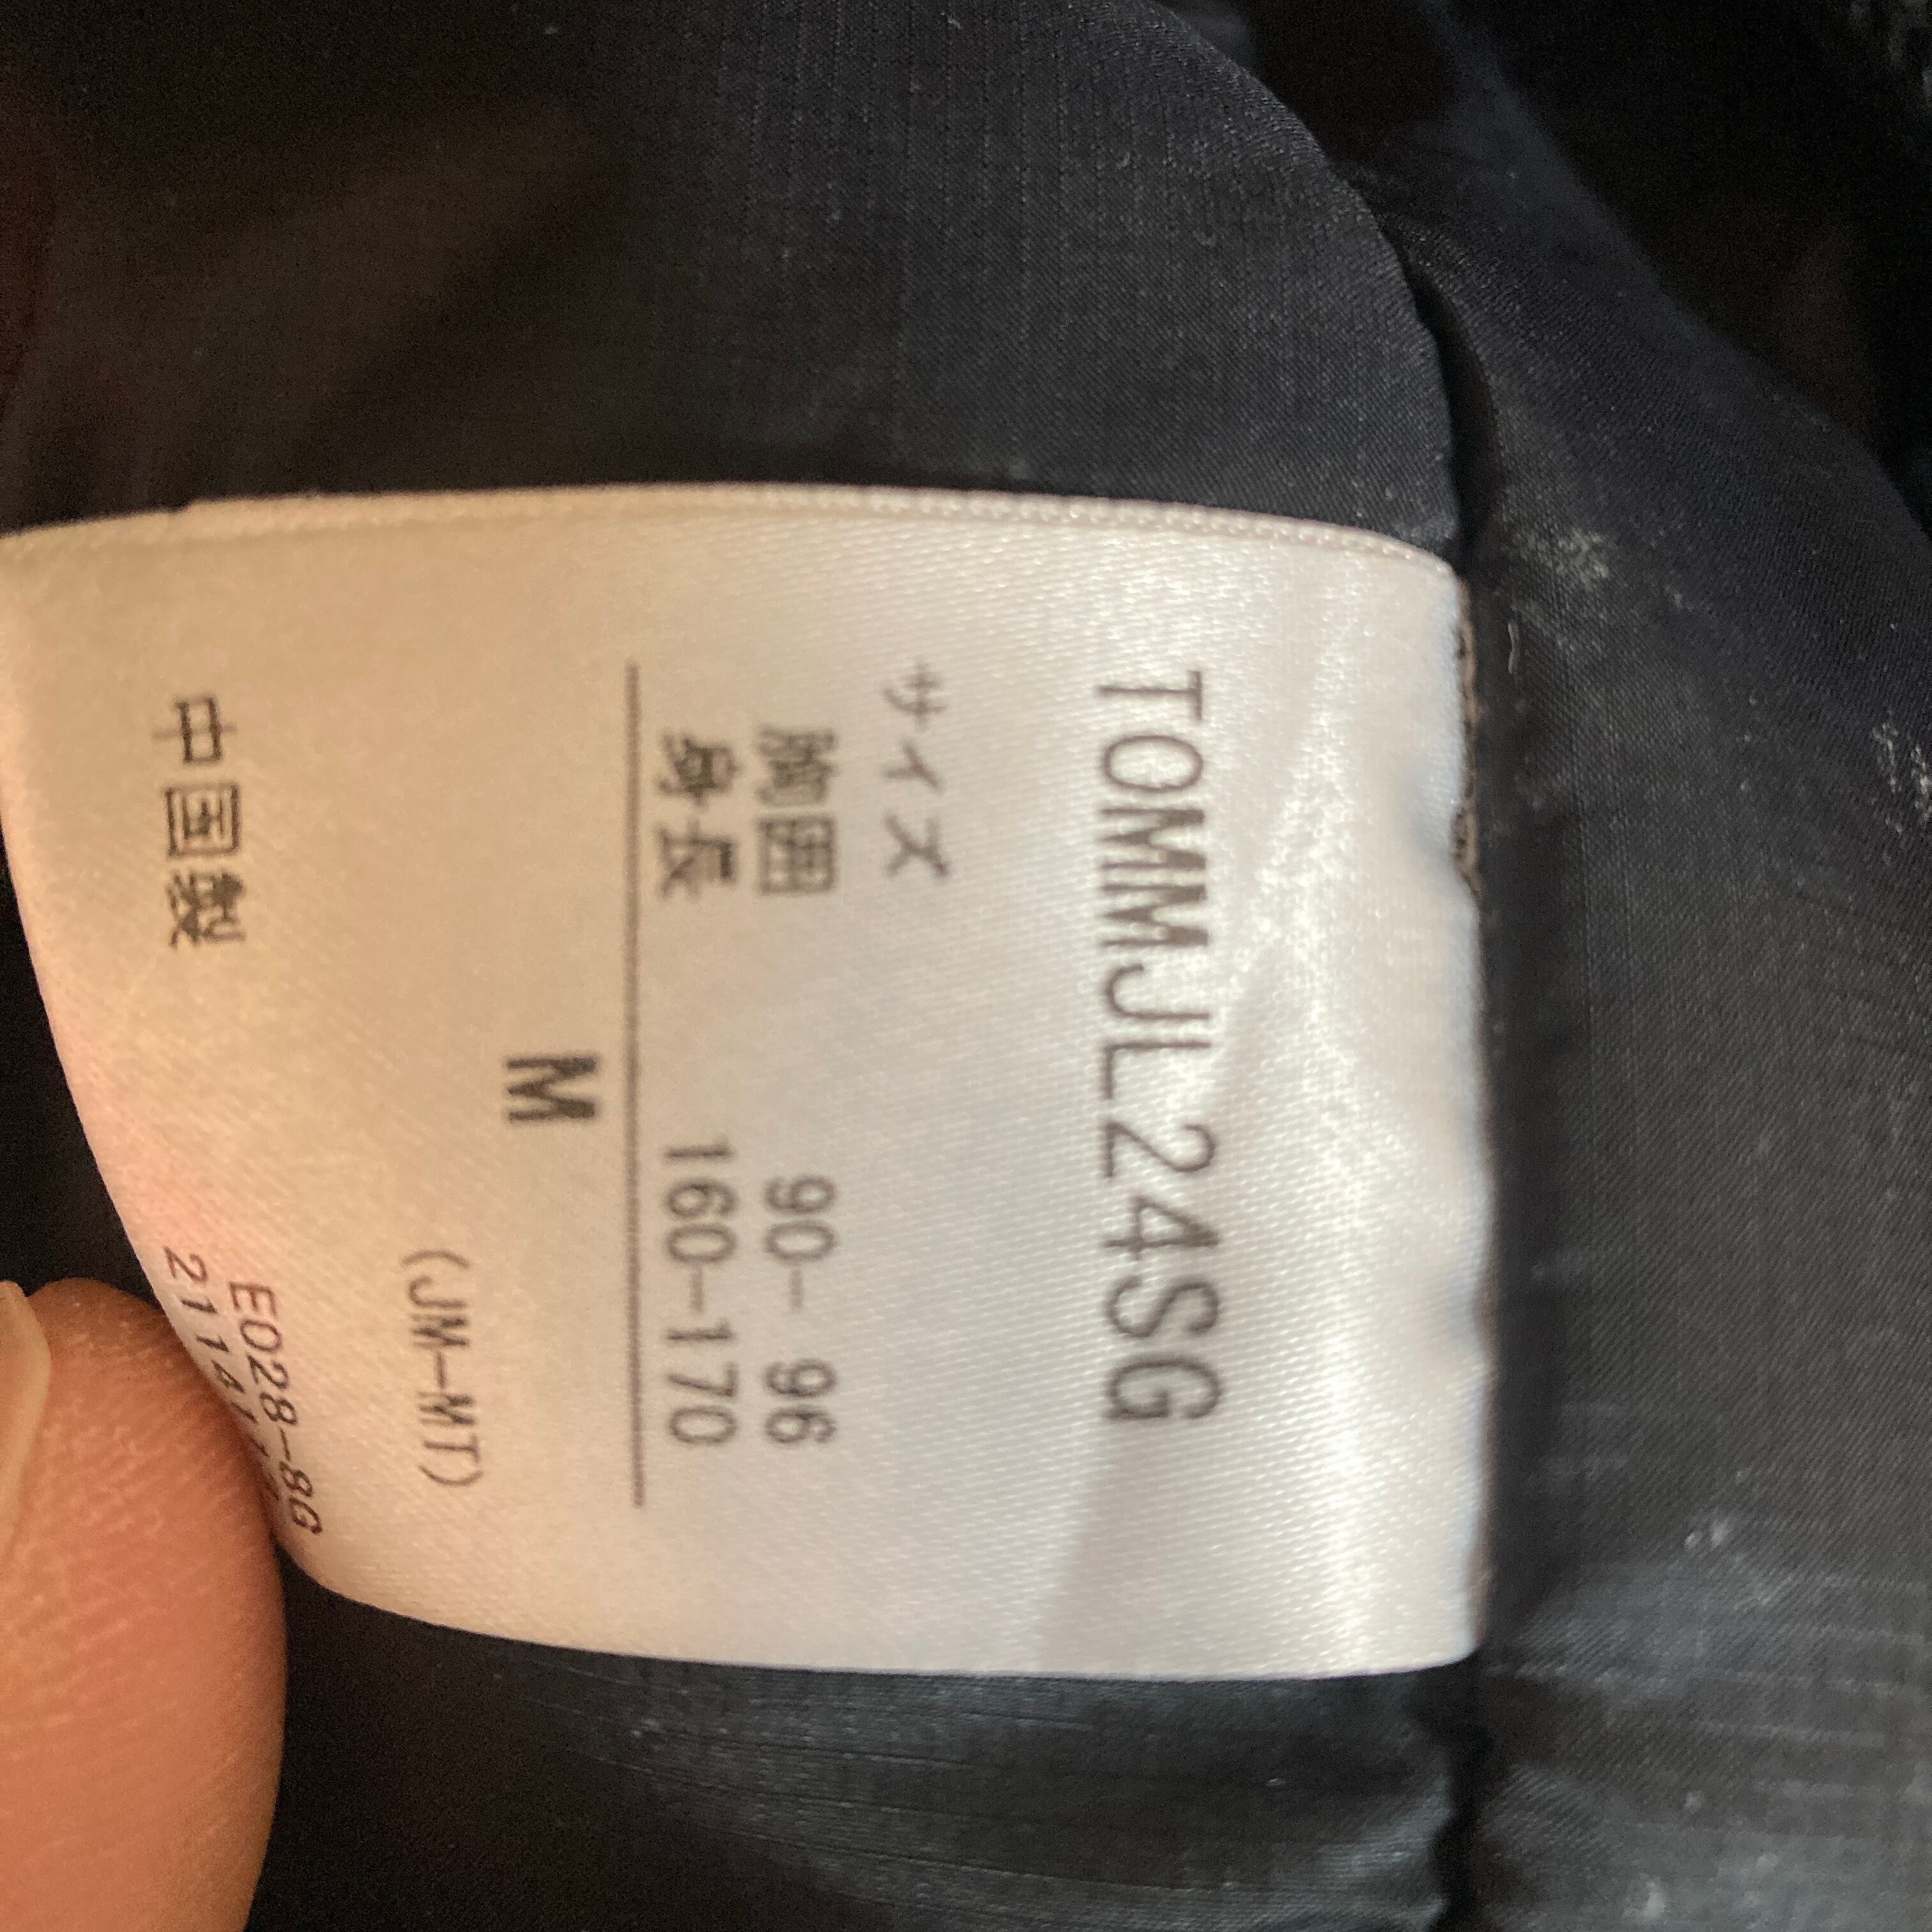 TOMMJL24SG
サイズ
胸囲 90- 96
身長 160-170
M
(JM-MT)
E028-8G
中国製